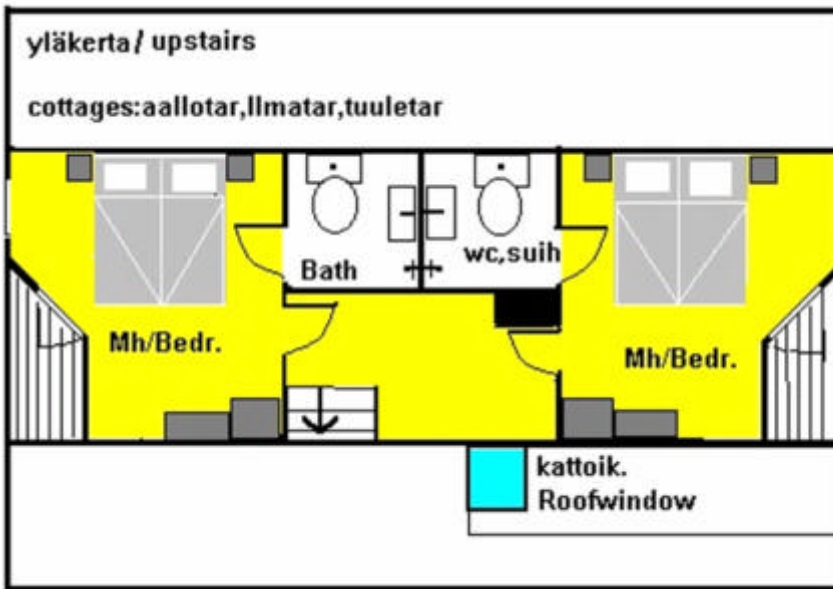 yläkerta/ upstairs
cottages:aallotar,Ilmatar,tuuletar
Bath
wc,suih
Mh/Bedr.
Mh/Bedr.
kattoik.
Roofwindow